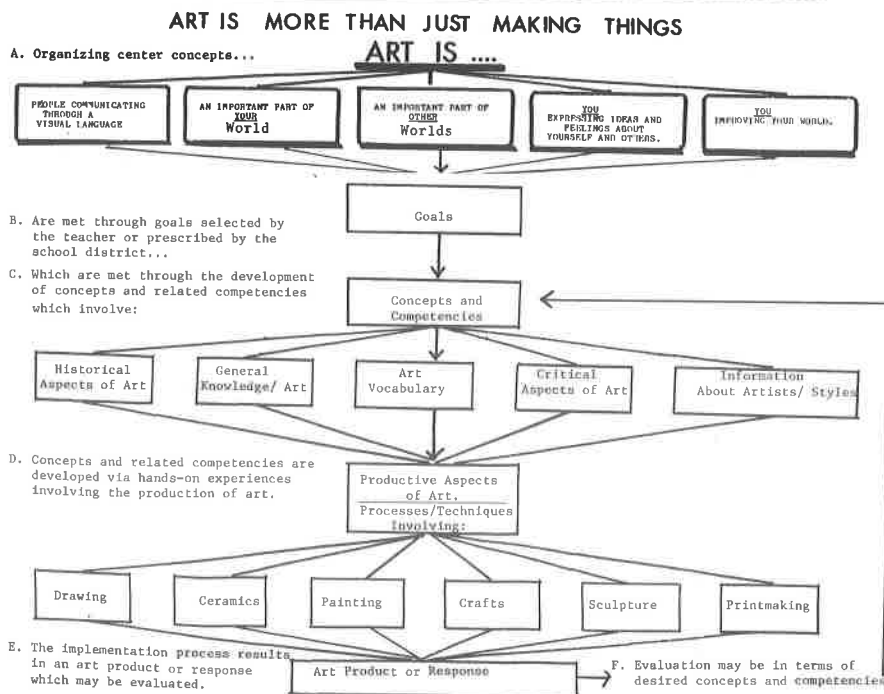 ART IS MORE THAN JUST MAKING THINGS
A. Organizing center concepts...
ART IS ....
PEOPLE COMMUNICATING
THROUGH A
VISUAL LANGUAGE
AN IMPORTANT PART OF
YOUR
World
AN IMPORTANT PART OF
OTHER
Worlds
YOU
EXPRESSING IDEAS AND
FEELINGS ABOUT
YOURSELF AND OTHERS.
YOU
IMPROVING YOUR WORLD.
B. Are met through goals selected by
the teacher or prescribed by the
school district...
Goals
C. Which are met through the development
of concepts and related competencies
which involve:
Concepts and
Competencies
Historical
Aspects of Art
General
Knowledge/ Art
Art
Vocabulary
Critical
Aspects of Art
Information
About Artists/ Styles
D. Concepts and related competencies are
developed via hands-on experiences
involving the production of art.
Productive Aspects
of Art.
Processes/Techniques
Involving:
Drawing
Ceramics
Painting
Crafts
Sculpture
Printmaking
E. The implementation process results
in an art product or response
which may be evaluated.
Art Product or Response
F. Evaluation may be in terms of
desired concepts and competencies